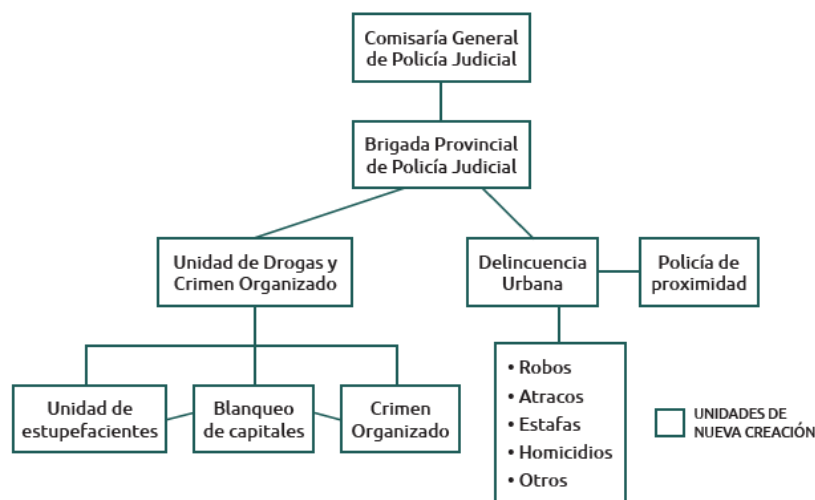 Comisaría General
de Policía Judicial
Brigada Provincial
de Policía Judicial
Unidad de Drogas y
Crimen Organizado
Delincuencia
Urbana
Policía de
proximidad
Unidad de
estupefacientes
Blanqueo
de capitales
Crimen
Organizado
• Robos
• Atracos
• Estafas
• Homicidios
• Otros
UNIDADES DE
NUEVA CREACIÓN